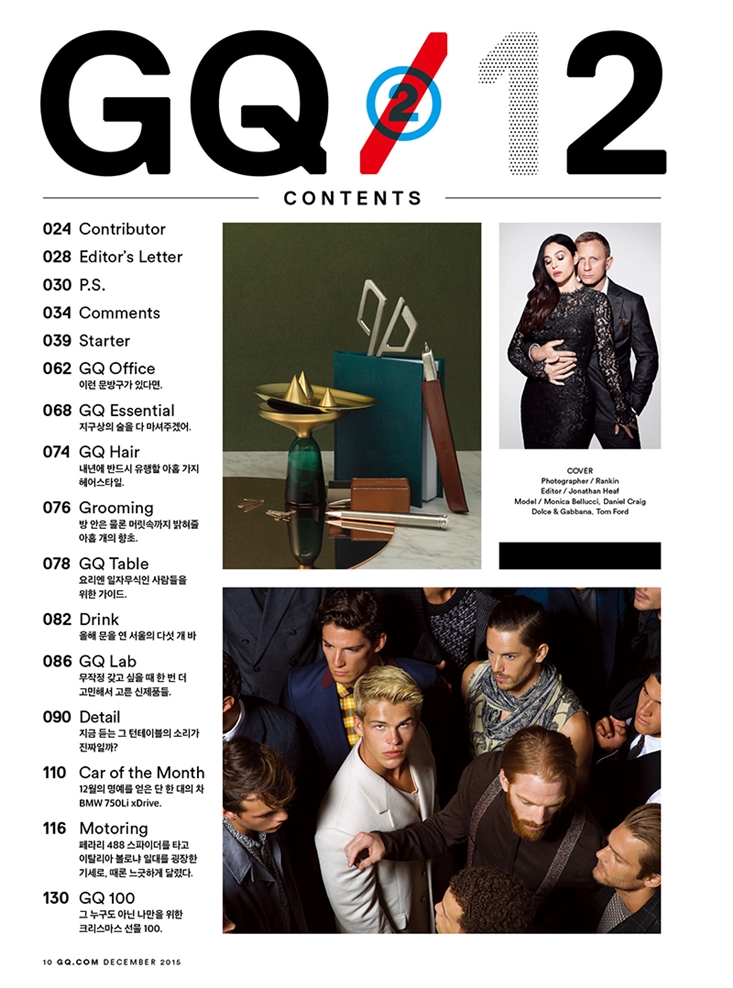 GQ 2 12
CONTENTS
024 Contributor
028 Editor's Letter
030 P.S.
034 Comments
039 Starter
062 GQ Office
이런 문방구가 있다면.
068 GQ Essential
지구상의 술을 다 마셔주겠어.
074 GQ Hair
내년에 반드시 유행할 아홉 가지
헤어스타일.
076 Grooming
방 안은 물론 머릿속까지 밝혀줄
아홉 개의 향초.
078 GQ Table
요리엔 일자무식인 사람들을
위한 가이드.
082 Drink
올해 문을 연 서울의 다섯 개 바
086 GQ Lab
무작정 갖고 싶을 때 한 번 더
고민해서 고른 신제품들.
090 Detail
지금 듣는 그 턴테이블의 소리가
진짜일까?
110 Car of the Month
12월의 명예를 얻은 단 한 대의 차
BMW 750Li xDrive.
116 Motoring
페라리 488 스파이더를 타고
이탈리아 볼로냐 일대를 굉장한
기세로, 때론 느긋하게 달렸다.
130 GQ 100
그 누구도 아닌 나만을 위한
크리스마스 선물 100.
COVER
Photographer / Rankin
Editor / Jonathan Heaf
Model / Monica Bellucci, Daniel Craig
Dolce & Gabbana, Tom Ford
10 GQ.COM DECEMBER 2015